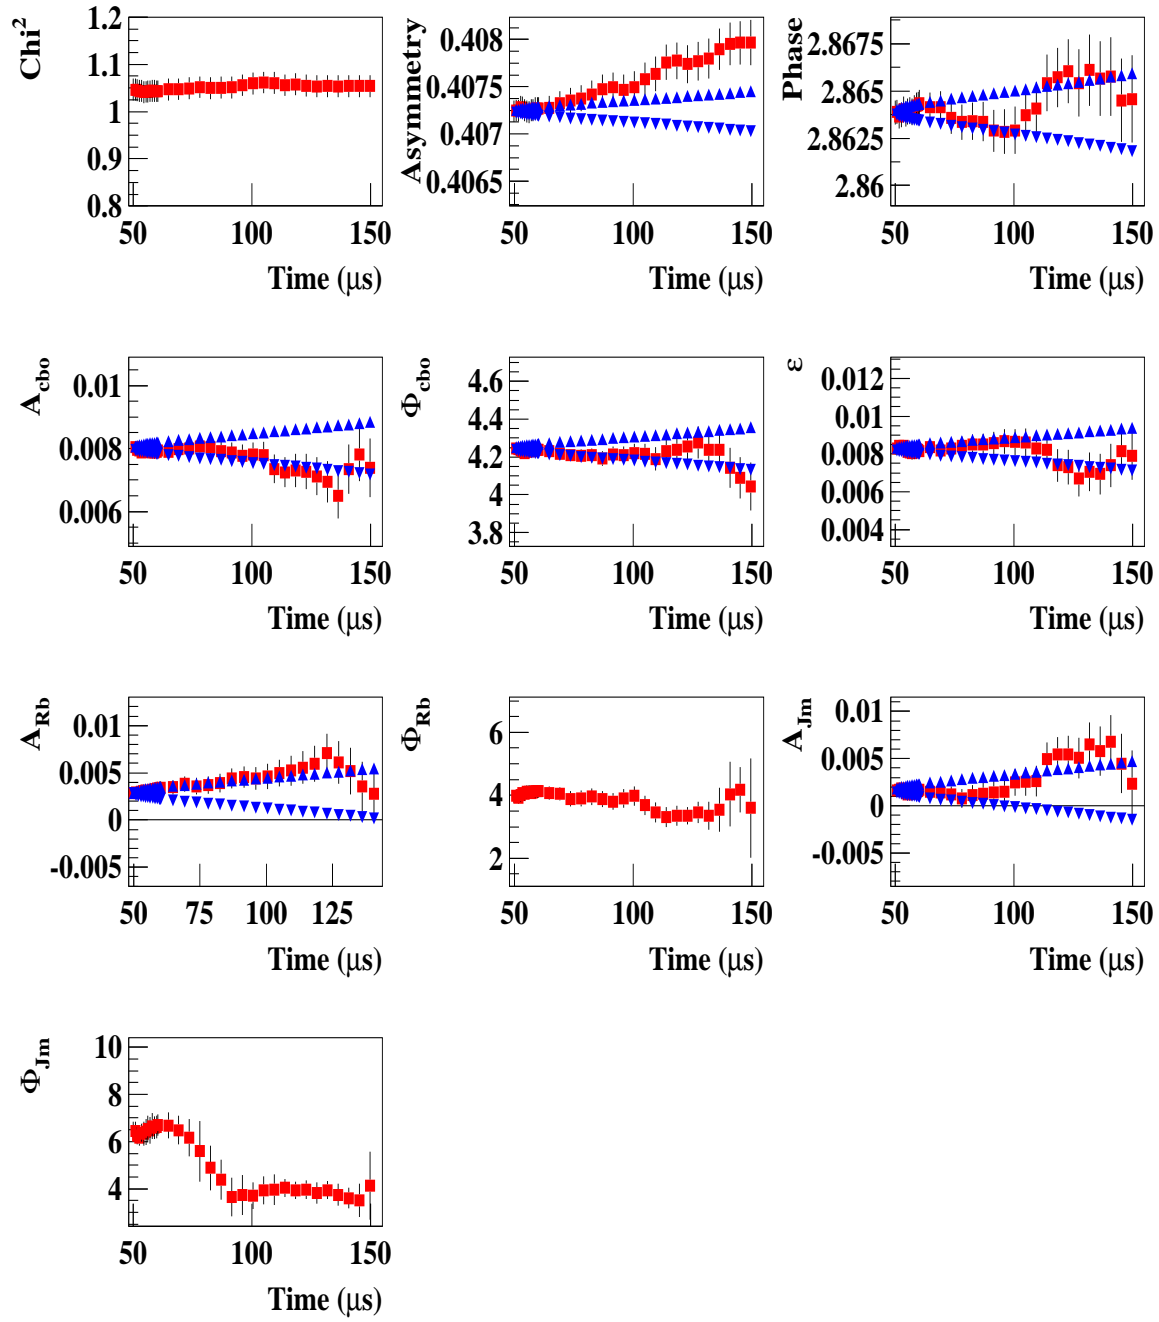 Chi²
1.2
1.1
1
0.9
0.8
50 100 150
Time (μs)
Asymmetry
0.408
0.4075
0.407
0.4065
50 100 150
Time (μs)
Phase
2.8675
2.865
2.8625
2.86
50 100 150
Time (μs)
A_cbo
0.01
0.008
0.006
50 100 150
Time (μs)
Φ_cbo
4.6
4.4
4.2
4
3.8
50 100 150
Time (μs)
ε
0.012
0.01
0.008
0.006
0.004
50 100 150
Time (μs)
A_Rb
0.01
0.005
0
-0.005
50 75 100 125
Time (μs)
Φ_Rb
6
4
2
50 100 150
Time (μs)
A_Jm
0.01
0.005
0
-0.005
50 100 150
Time (μs)
Φ_Jm
10
8
6
4
50 100 150
Time (μs)